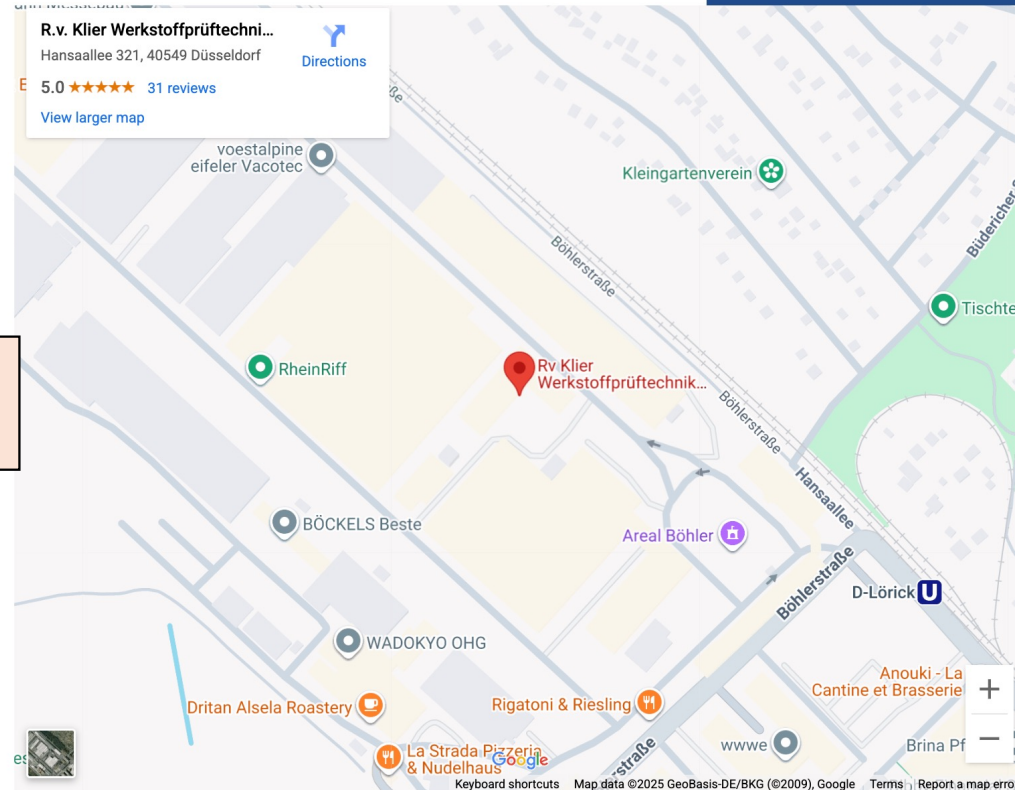 R.v. Klier Werkstoffprüftechni...
Hansaallee 321, 40549 Düsseldorf
5.0
31 reviews
View larger map
Directions
voestalpine
eifeler Vacotec
Kleingartenverein
Büdericher
Böhlerstraße
Tischte
RheinRiff
Rv Klier
Werkstoffprüftechnik...
Böhlerstraße
Hansaallee
BÖCKELS Beste
Areal Böhler
Böhlerstraße
D-Lörick
U
WADOKYO OHG
Anouki - La
Cantine et Brasserie
Dritan Alsela Roastery
Rigatoni & Riesling
La Strada Pizzeria
& Nudelhaus
Google
wwwe
Brina Pf
Keyboard shortcuts
Map data ©2025 GeoBasis-DE/BKG (©2009), Google
Terms
Report a map erro